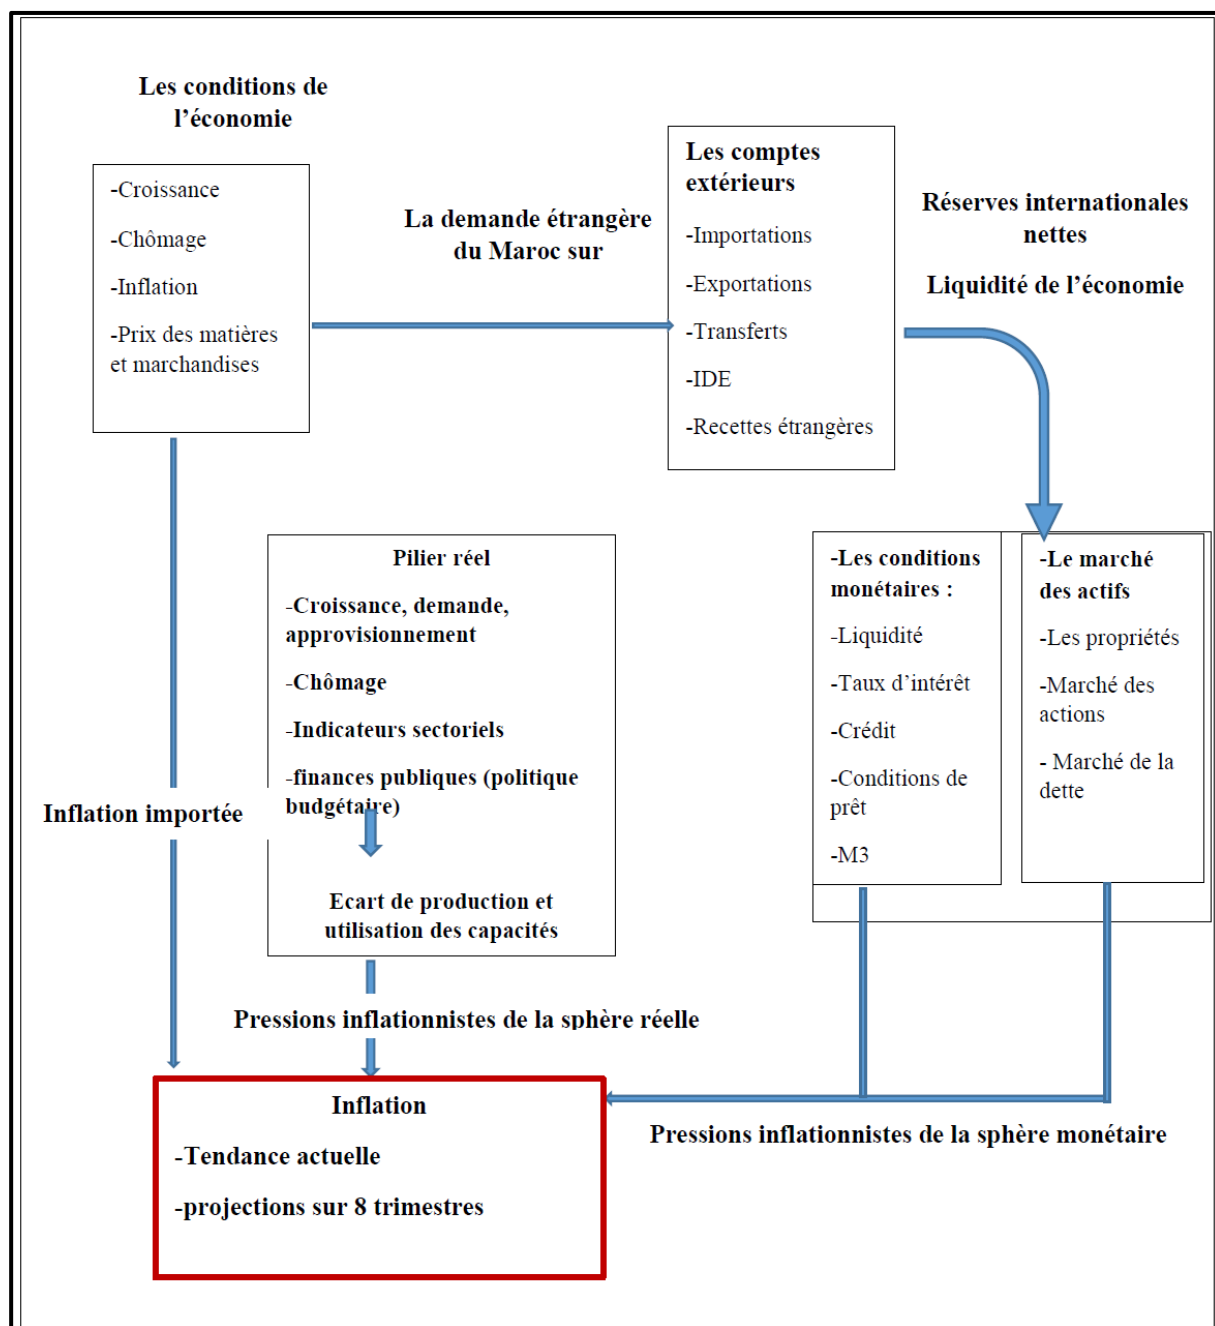 Les conditions de
l’économie
-Croissance
-Chômage
-Inflation
-Prix des matières
et marchandises
La demande étrangère
du Maroc sur
Les comptes
extérieurs
-Importations
-Exportations
-Transferts
-IDE
-Recettes étrangères
Réserves internationales
nettes
Liquidité de l’économie
Pilier réel
-Croissance, demande,
approvisionnement
-Chômage
-Indicateurs sectoriels
-finances publiques (politique
budgétaire)
Ecart de production et
utilisation des capacités
-Les conditions
monétaires :
-Liquidité
-Taux d’intérêt
-Crédit
-Conditions de
prêt
-M3
-Le marché
des actifs
-Les propriétés
-Marché des
actions
- Marché de la
dette
Inflation importée
Pressions inflationnistes de la sphère réelle
Inflation
-Tendance actuelle
-projections sur 8 trimestres
Pressions inflationnistes de la sphère monétaire